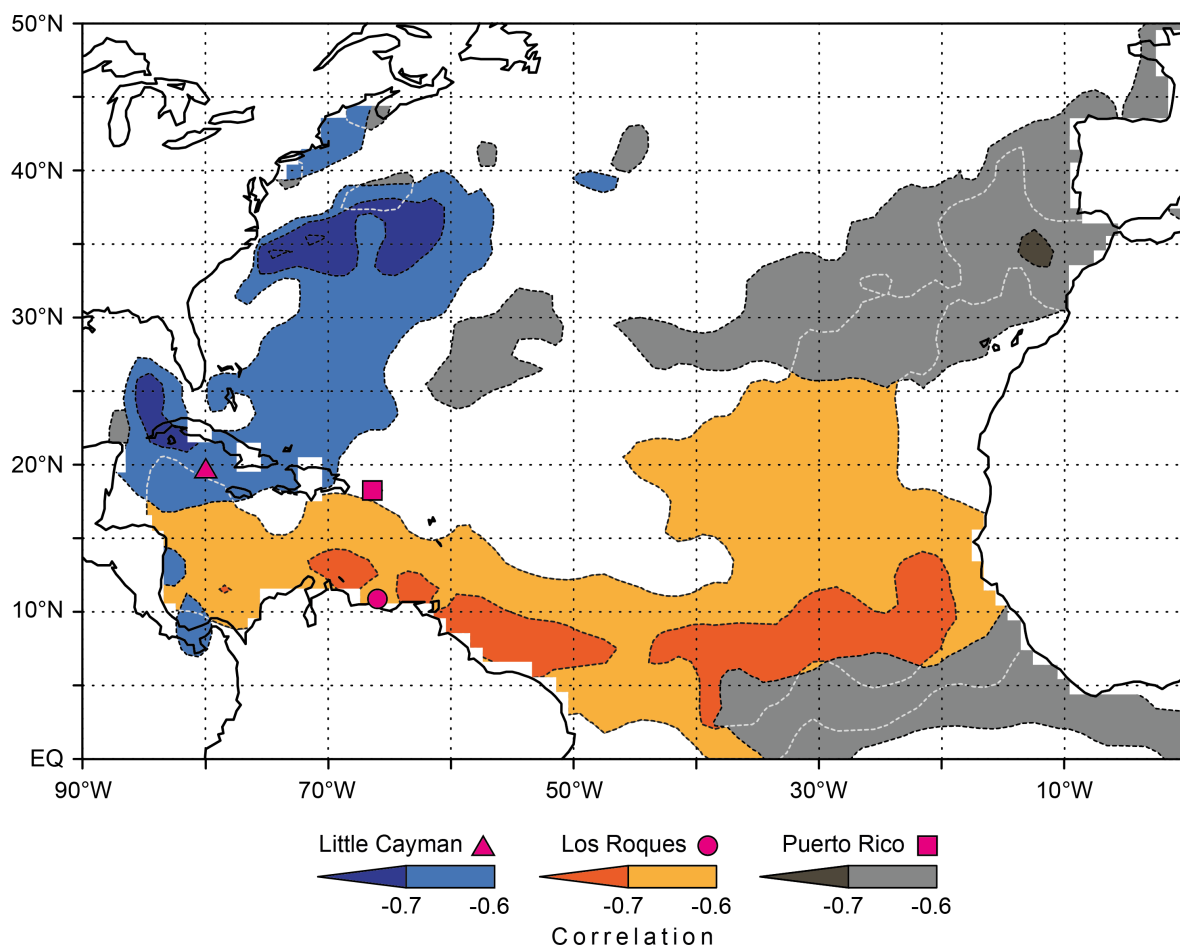 50°N
40°N
30°N
20°N
10°N
EQ
90°W 70°W 50°W 30°W 10°W
Little Cayman Los Roques Puerto Rico
-0.7 -0.6 -0.7 -0.6 -0.7 -0.6
Correlation